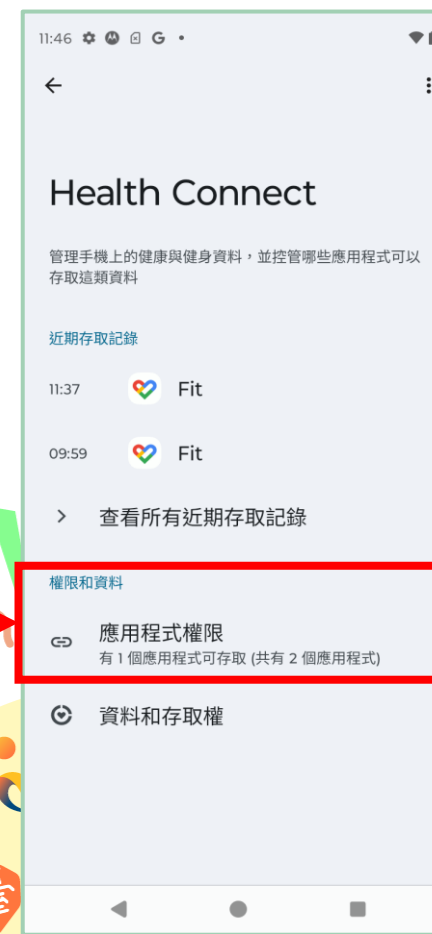 11:46
Health Connect
管理手機上的健康與健身資料，並控管哪些應用程式可以
存取這類資料
近期存取記錄
11:37 Fit
09:59 Fit
查看所有近期存取記錄
權限和資料
應用程式權限
有 1 個應用程式可存取 (共有 2 個應用程式)
資料和存取權